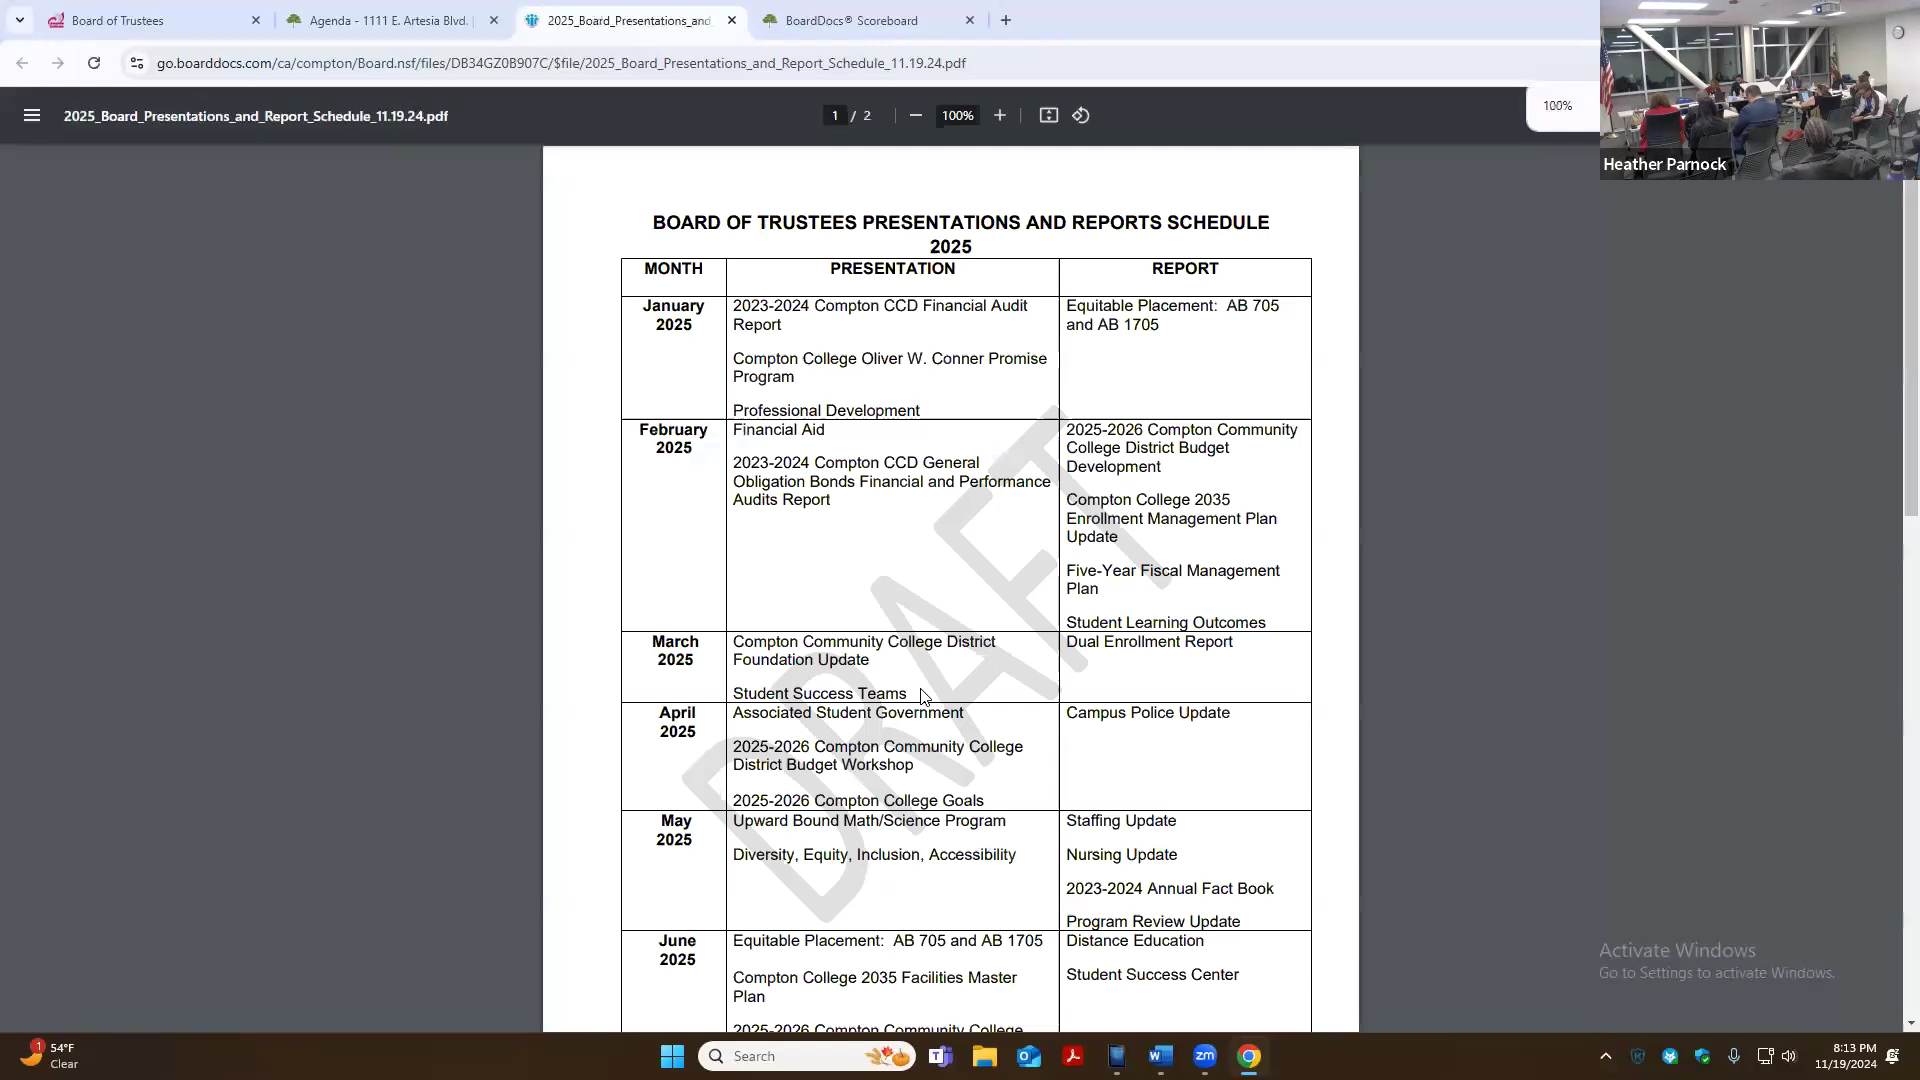 Board of Trustees
Agenda - 1111 E. Artesia Blvd.
2025_Board_Presentations_and
BoardDocs® Scoreboard
go.boarddocs.com/ca/compton/Board.nsf/files/DB34GZ0B907C/$file/2025_Board_Presentations_and_Report_Schedule_11.19.24.pdf
2025_Board_Presentations_and_Report_Schedule_11.19.24.pdf
1 / 2
100%
100%
Heather Parnock
BOARD OF TRUSTEES PRESENTATIONS AND REPORTS SCHEDULE
2025
MONTH
PRESENTATION
REPORT
January
2025
2023-2024 Compton CCD Financial Audit
Report
Compton College Oliver W. Conner Promise
Program
Professional Development
Equitable Placement: AB 705
and AB 1705
February
2025
Financial Aid
2023-2024 Compton CCD General
Obligation Bonds Financial and Performance
Audits Report
2025-2026 Compton Community
College District Budget
Development
Compton College 2035
Enrollment Management Plan
Update
Five-Year Fiscal Management
Plan
Student Learning Outcomes
March
2025
Compton Community College District
Foundation Update
Student Success Teams
Dual Enrollment Report
April
2025
Associated Student Government
2025-2026 Compton Community College
District Budget Workshop
2025-2026 Compton College Goals
Campus Police Update
May
2025
Upward Bound Math/Science Program
Diversity, Equity, Inclusion, Accessibility
Staffing Update
Nursing Update
2023-2024 Annual Fact Book
Program Review Update
June
2025
Equitable Placement: AB 705 and AB 1705
Compton College 2035 Facilities Master
Plan
2025-2026 Compton Community College
Distance Education
Student Success Center
DRAFT
Activate Windows
Go to Settings to activate Windows.
1
54°F
Clear
Search
zm
8:13 PM
11/19/2024